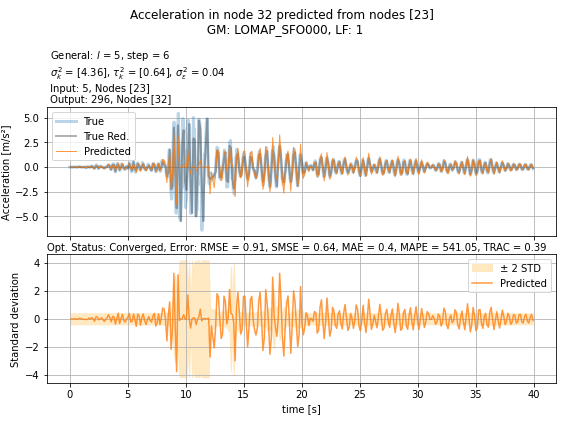 Acceleration in node 32 predicted from nodes [23]
GM: LOMAP_SFO000, LF: 1
General: l = 5, step = 6
σ²ₖ = [4.36], τ²ₖ = [0.64], σ²ᵣ = 0.04
Input: 5, Nodes [23]
Output: 296, Nodes [32]
True
True Red.
Predicted
Acceleration [m/s²]
5.0
2.5
0.0
−2.5
−5.0
Opt. Status: Converged, Error: RMSE = 0.91, SMSE = 0.64, MAE = 0.4, MAPE = 541.05, TRAC = 0.39
± 2 STD
Predicted
Standard deviation
4
2
0
−2
−4
0 5 10 15 20 25 30 35 40
time [s]